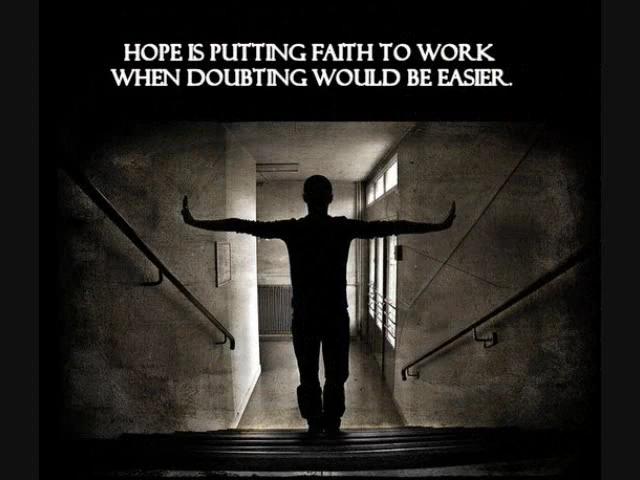 HOPE IS PUTTING FAITH TO WORK
WHEN DOUBTING WOULD BE EASIER.